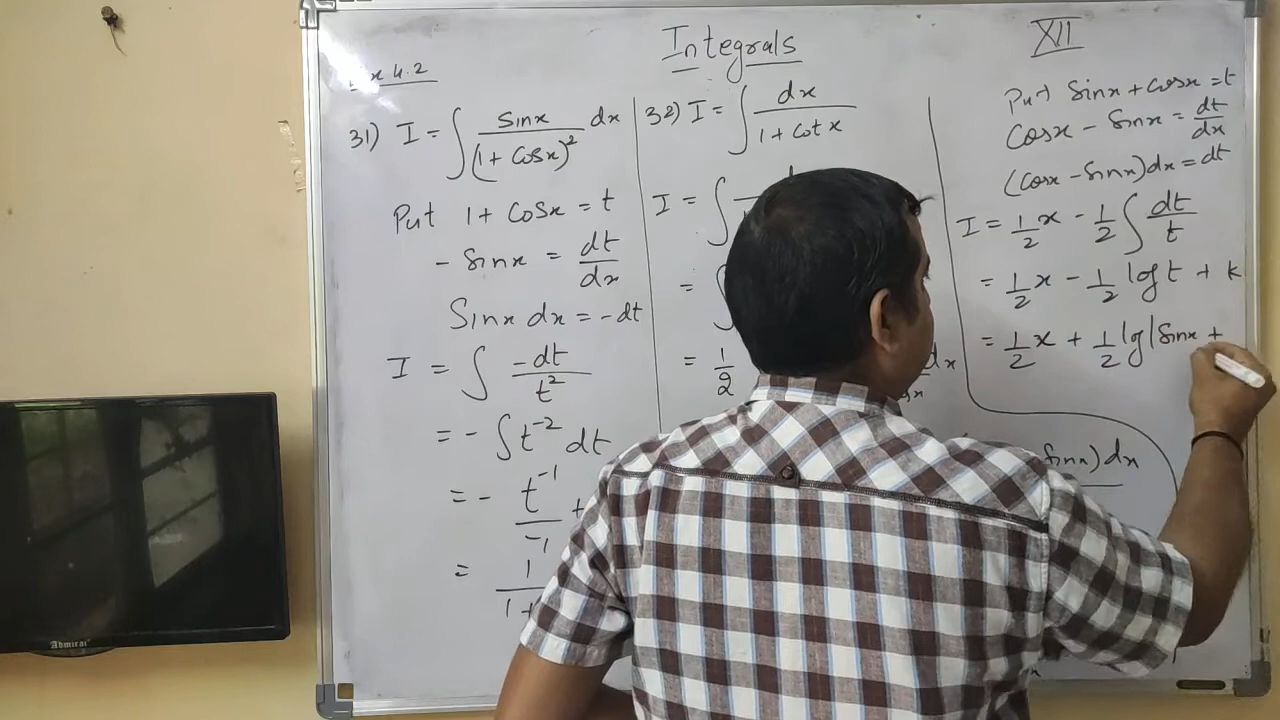 Integrals
XII
x 4.2
31) I = ∫ sinx / (1 + cosx)² dx
Put 1 + cosx = t
- sinx = dt/dx
sinx dx = -dt
I = ∫ -dt / t²
= - ∫ t⁻² dt
= - t⁻¹ / -1 +
= 1 / 1 +
32) I = ∫ dx / 1 + cot x
I = ∫
= ∫
= 1/2 dx
sinx) dx
Put sinx + cosx = t
cosx - sinx = dt/dx
(cosx - sinx) dx = dt
I = 1/2 x - 1/2 ∫ dt/t
= 1/2 x - 1/2 log t + k
= 1/2 x + 1/2 log |sinx +
Admiral